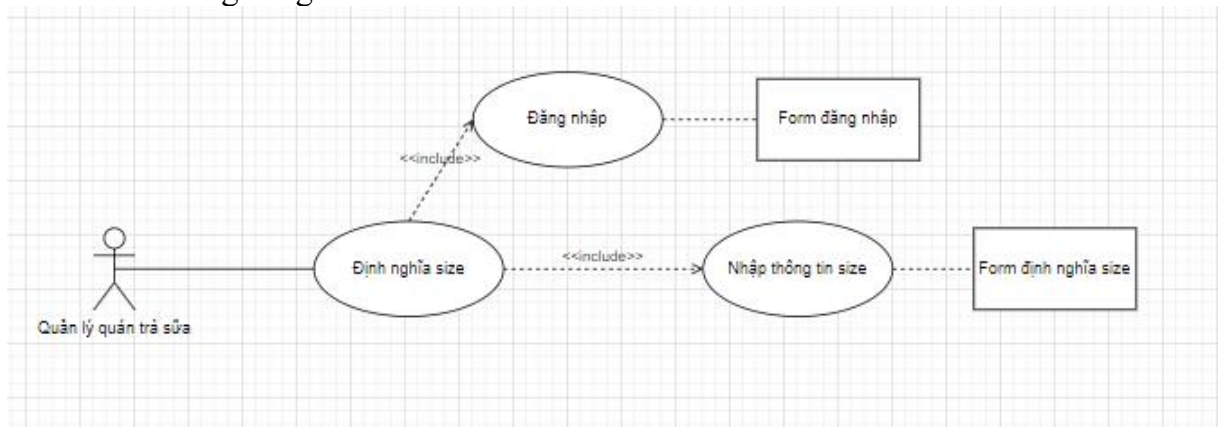 Đăng nhập
Form đăng nhập
<<include>>
Định nghĩa size
<<include>>
Nhập thông tin size
Form định nghĩa size
Quản lý quán trà sữa